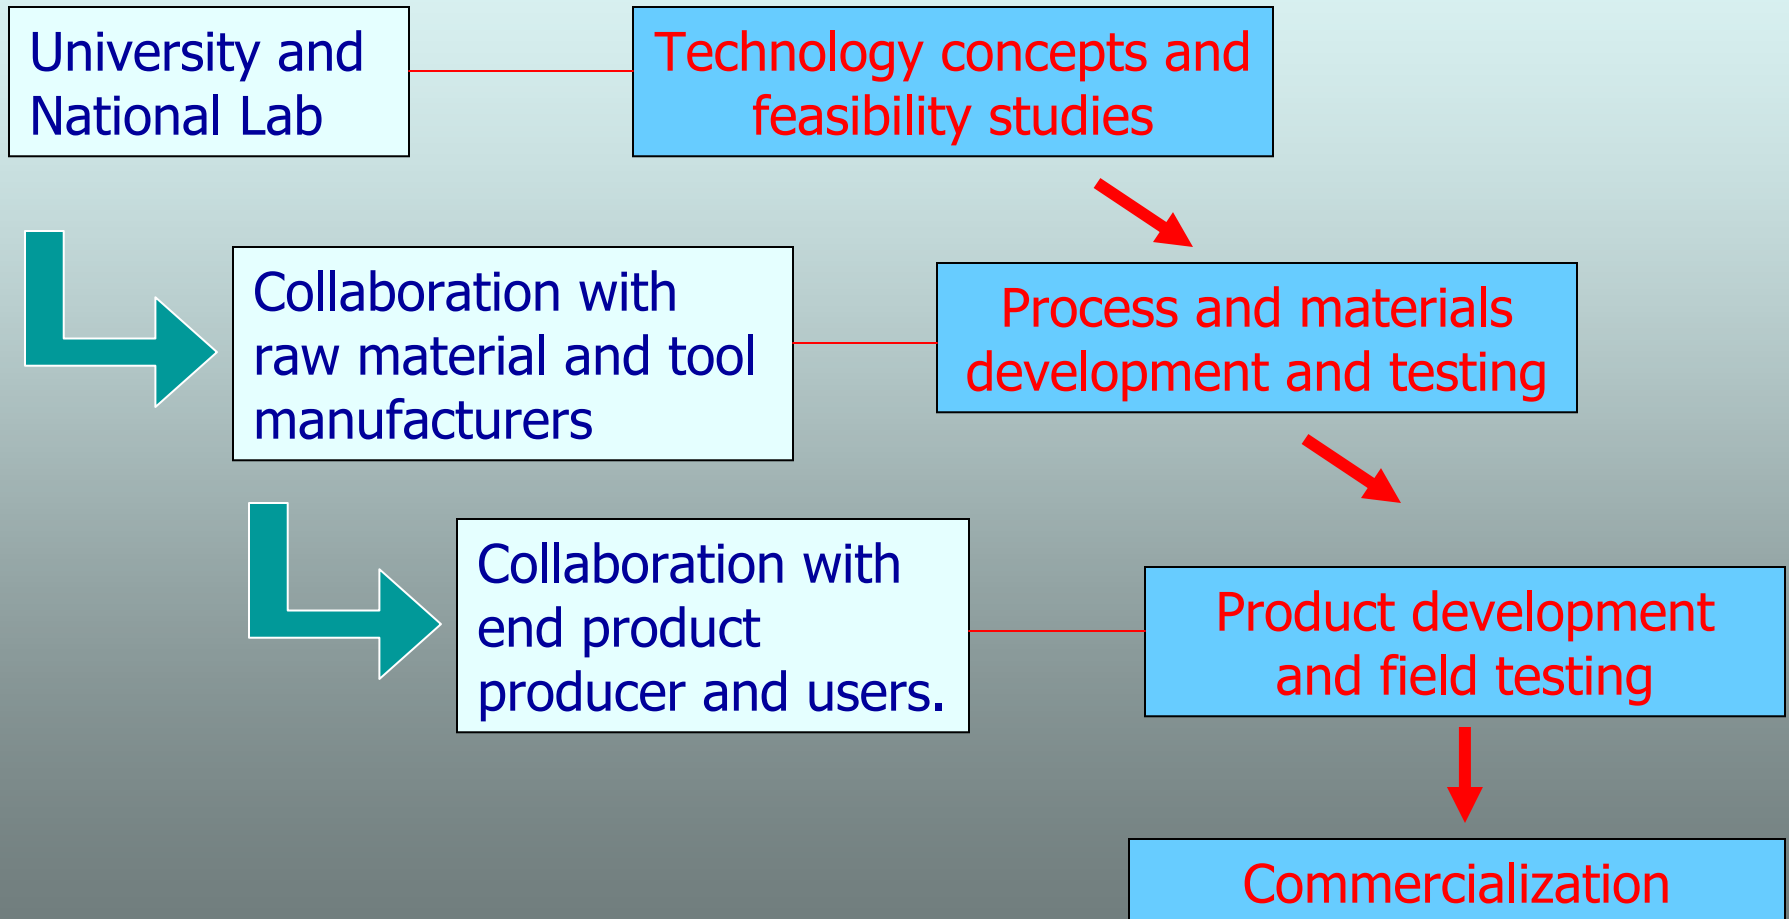 University and
National Lab
Technology concepts and
feasibility studies
Collaboration with
raw material and tool
manufacturers
Process and materials
development and testing
Collaboration with
end product
producer and users.
Product development
and field testing
Commercialization